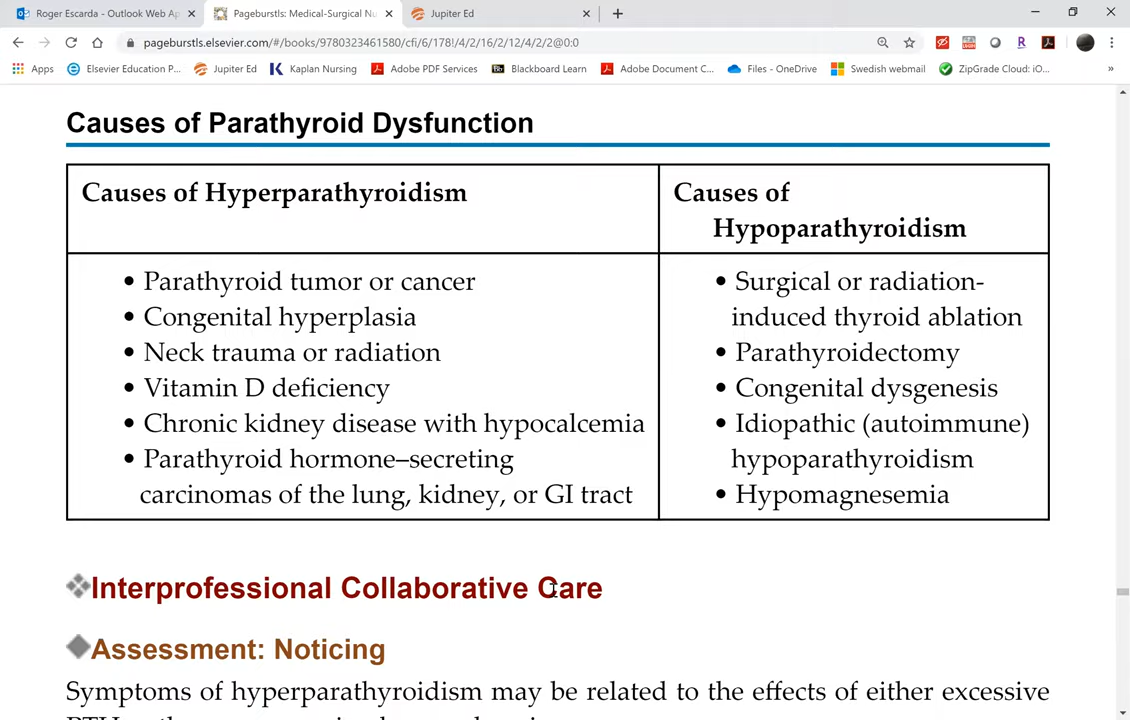 Roger Escarda - Outlook Web Ap
Pageburstls: Medical-Surgical Nu
Jupiter Ed
pageburstls.elsevier.com/#/books/9780323461580/cfi/6/178!/4/2/16/2/12/4/2/2@0:0
Apps
Elsevier Education P...
Jupiter Ed
Kaplan Nursing
Adobe PDF Services
Blackboard Learn
Adobe Document C...
Files - OneDrive
Swedish webmail
ZipGrade Cloud: iO...
Causes of Parathyroid Dysfunction
Causes of Hyperparathyroidism
• Parathyroid tumor or cancer
• Congenital hyperplasia
• Neck trauma or radiation
• Vitamin D deficiency
• Chronic kidney disease with hypocalcemia
• Parathyroid hormone–secreting
carcinomas of the lung, kidney, or GI tract
Causes of
Hypoparathyroidism
• Surgical or radiation-
induced thyroid ablation
• Parathyroidectomy
• Congenital dysgenesis
• Idiopathic (autoimmune)
hypoparathyroidism
• Hypomagnesemia
Interprofessional Collaborative Care
Assessment: Noticing
Symptoms of hyperparathyroidism may be related to the effects of either excessive